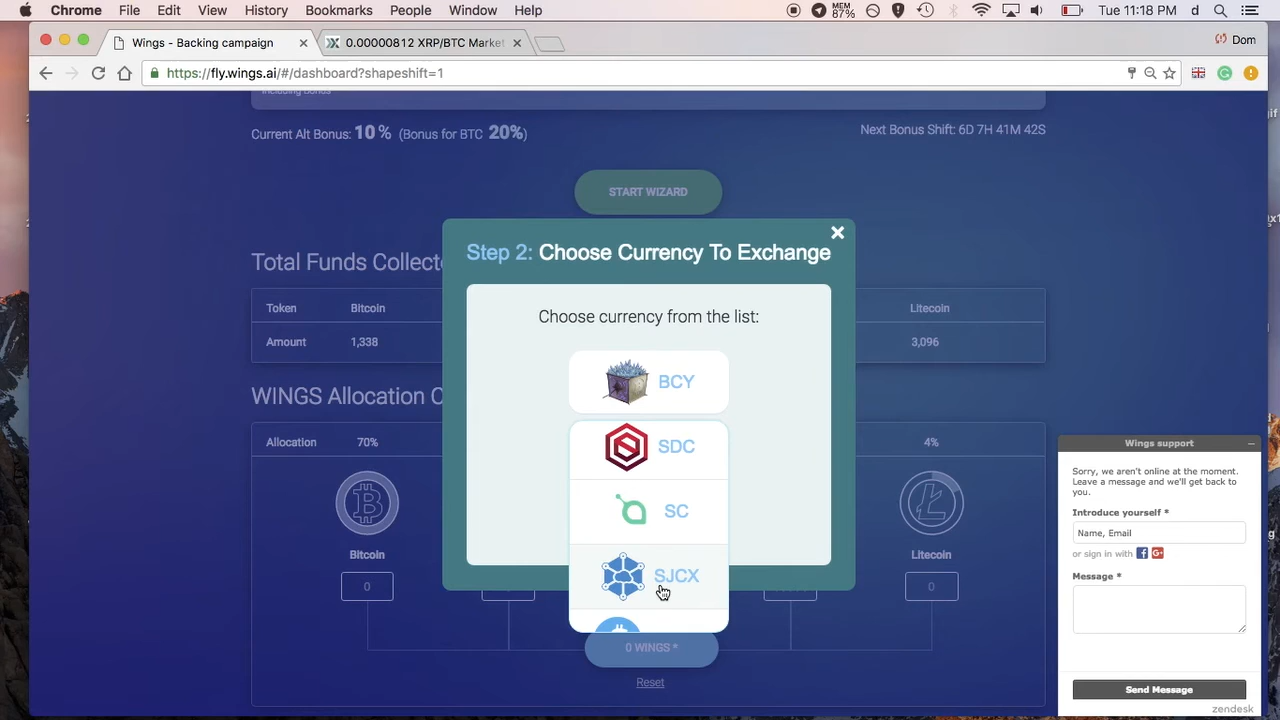 Chrome File Edit View History Bookmarks People Window Help MEM 87% Tue 11:18 PM d
Wings - Backing campaign
0.00000812 XRP/BTC Market
Dom
https://fly.wings.ai/#/dashboard?shapeshift=1
including bonus
Current Alt Bonus: 10% (Bonus for BTC 20%)
Next Bonus Shift: 6D 7H 41M 42S
START WIZARD
Step 2: Choose Currency To Exchange
Choose currency from the list:
BCY
SDC
SC
SJCX
Total Funds Collecte
Token Bitcoin Litecoin
Amount 1,338 3,096
WINGS Allocation C
Allocation 70% 4%
Bitcoin Litecoin
0 0
0 WINGS *
Reset
Wings support
Sorry, we aren't online at the moment.
Leave a message and we'll get back to
you.
Introduce yourself *
Name, Email
or sign in with
Message *
Send Message
zendesk